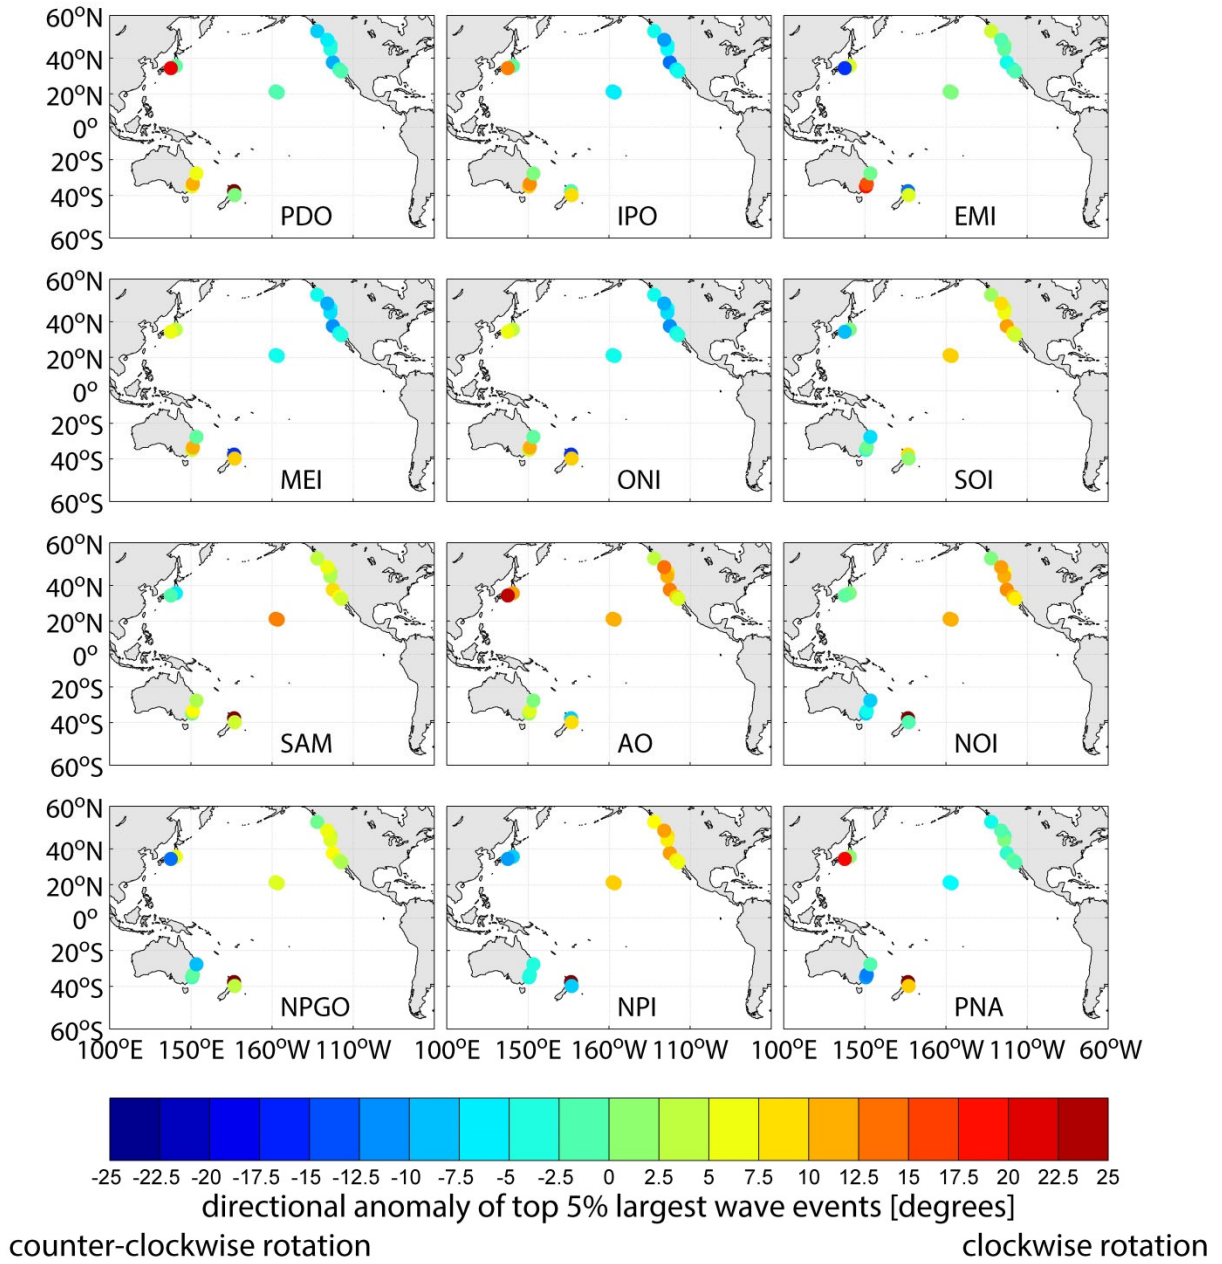 60°N
40°N
20°N
0°
20°S
40°S
60°S
PDO
IPO
EMI
60°N
40°N
20°N
0°
20°S
40°S
60°S
MEI
ONI
SOI
60°N
40°N
20°N
0°
20°S
40°S
60°S
SAM
AO
NOI
60°N
40°N
20°N
0°
20°S
40°S
60°S
NPGO
NPI
PNA
100°E 150°E 160°W 110°W 100°E 150°E 160°W 110°W 100°E 150°E 160°W 110°W 60°W
-25 -22.5 -20 -17.5 -15 -12.5 -10 -7.5 -5 -2.5 0 2.5 5 7.5 10 12.5 15 17.5 20 22.5 25
directional anomaly of top 5% largest wave events [degrees]
counter-clockwise rotation clockwise rotation